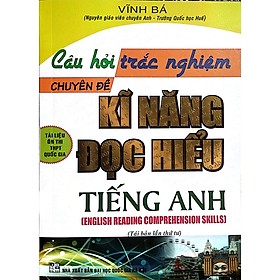 VĨNH BÁ
(Nguyên giáo viên chuyên Anh - Trường Quốc học Huế)
Câu hỏi trắc nghiệm
CHUYÊN ĐỀ
KĨ NĂNG
TÀI LIỆU
ÔN THI
THPT
QUỐC GIA
ĐỌC HIỂU
TIẾNG ANH
(ENGLISH READING COMPREHENSION SKILLS)
(Tái bản lần thứ tư)
NHÀ XUẤT BẢN ĐẠI HỌC QUỐC GIA HÀ NỘI